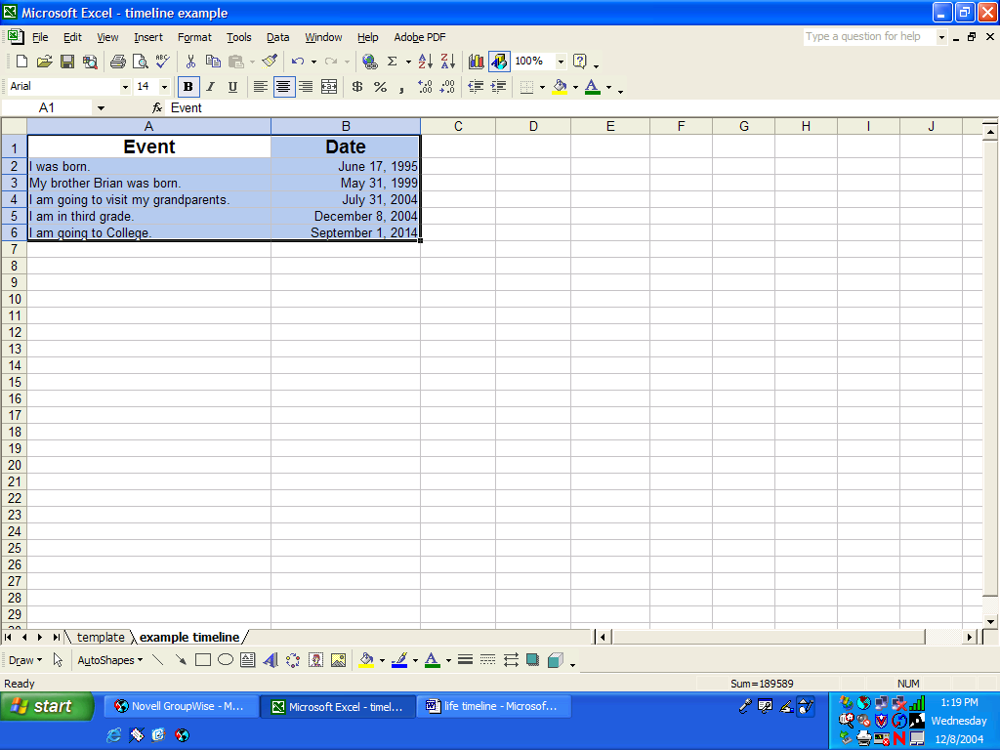 Microsoft Excel - timeline example
File Edit View Insert Format Tools Data Window Help Adobe PDF Type a question for help
100%
Arial 14 B I U $ % ,
A1 fx Event
A B C D E F G H I J
1 Event Date
2 I was born. June 17, 1995
3 My brother Brian was born. May 31, 1999
4 I am going to visit my grandparents. July 31, 2004
5 I am in third grade. December 8, 2004
6 I am going to College. September 1, 2014
7
8
9
10
11
12
13
14
15
16
17
18
19
20
21
22
23
24
25
26
27
28
29
template example timeline
Draw AutoShapes
Ready Sum=189589 NUM
start Novell GroupWise - M... Microsoft Excel - timel... life timeline - Microsof... 1:19 PM
Wednesday
12/8/2004